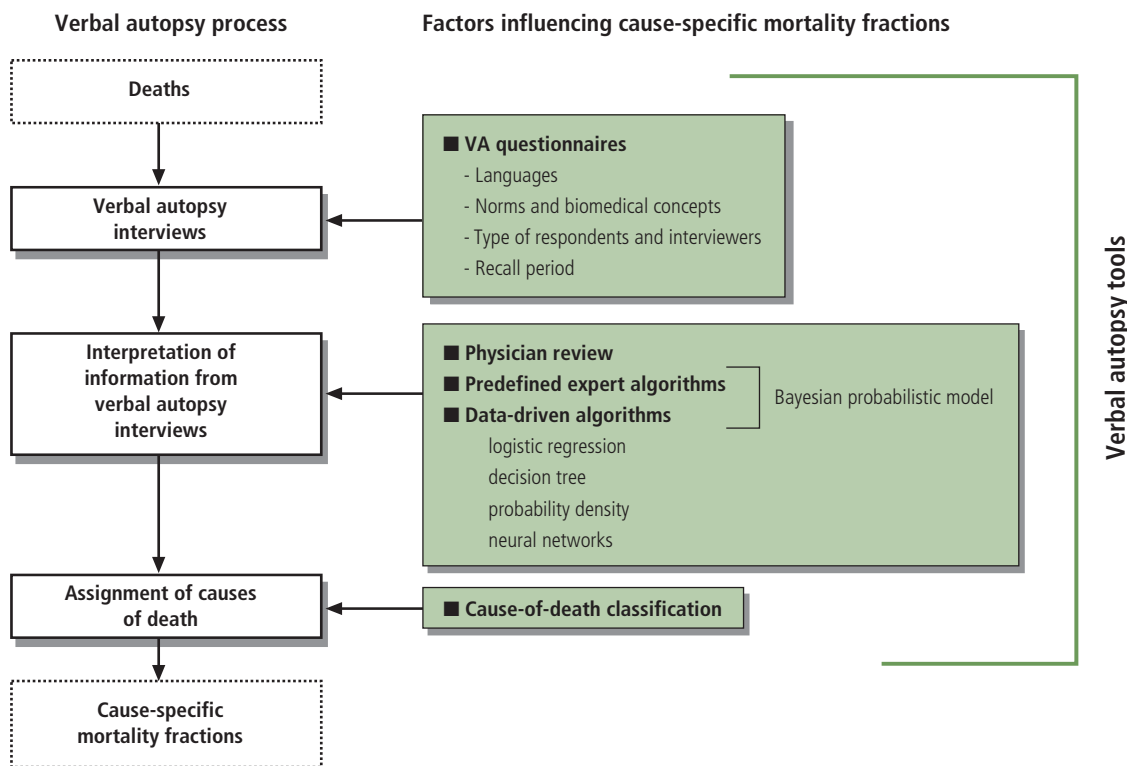 Verbal autopsy process
Factors influencing cause-specific mortality fractions
Deaths
■ VA questionnaires
- Languages
- Norms and biomedical concepts
- Type of respondents and interviewers
- Recall period
Verbal autopsy
interviews
Interpretation of
information from
verbal autopsy
interviews
■ Physician review
■ Predefined expert algorithms
■ Data-driven algorithms
Bayesian probabilistic model
logistic regression
decision tree
probability density
neural networks
Assignment of causes
of death
■ Cause-of-death classification
Cause-specific
mortality fractions
Verbal autopsy tools